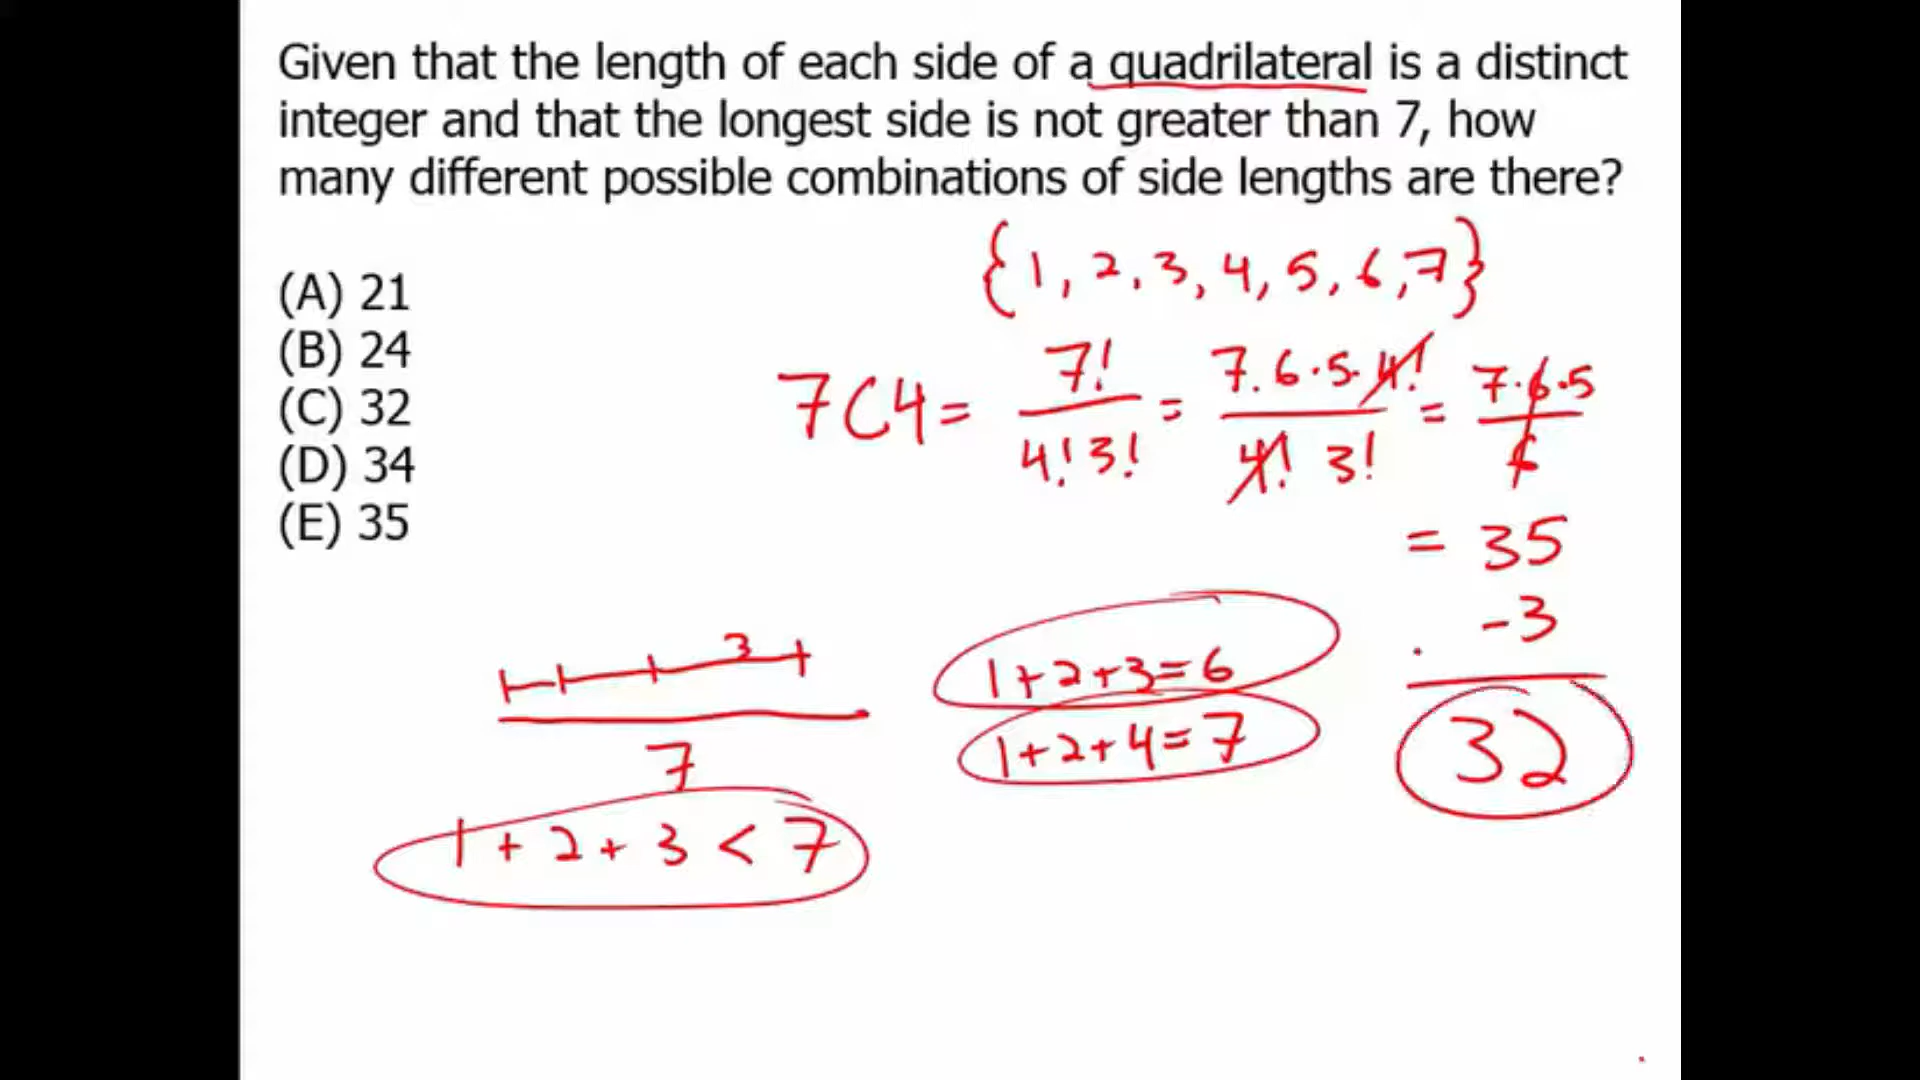 Given that the length of each side of a quadrilateral is a distinct
integer and that the longest side is not greater than 7, how
many different possible combinations of side lengths are there?
{1, 2, 3, 4, 5, 6, 7}
(A) 21
(B) 24
(C) 32
(D) 34
(E) 35
7C4 = 7!/4!3! = 7.6.5.4!/4! 3! = 7.6.5/6
= 35
-3
32
3
7
1+2+3=6
1+2+4=7
1+2+3<7